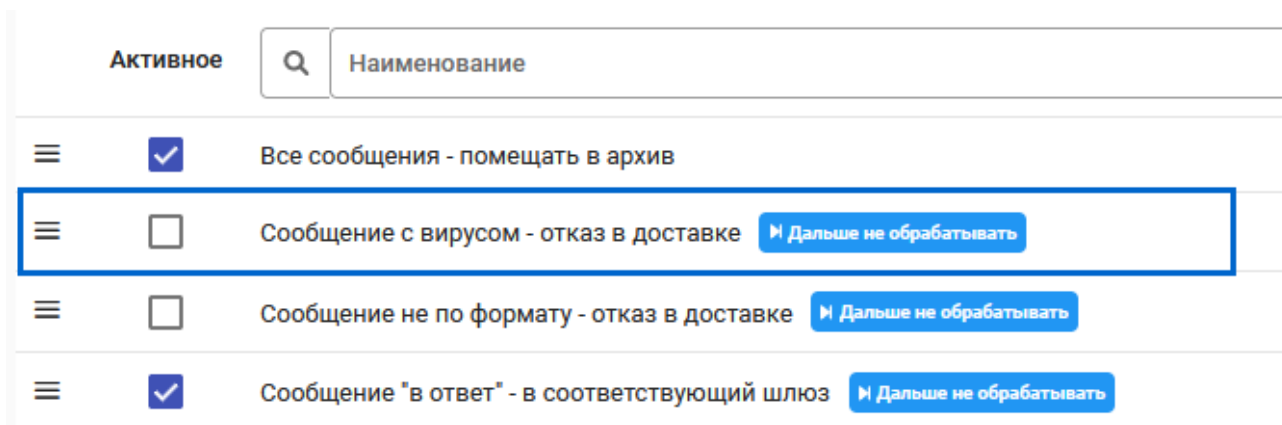 Активное
Наименование
Все сообщения - помещать в архив
Сообщение с вирусом - отказ в доставке Дальше не обрабатывать
Сообщение не по формату - отказ в доставке Дальше не обрабатывать
Сообщение "в ответ" - в соответствующий шлюз Дальше не обрабатывать